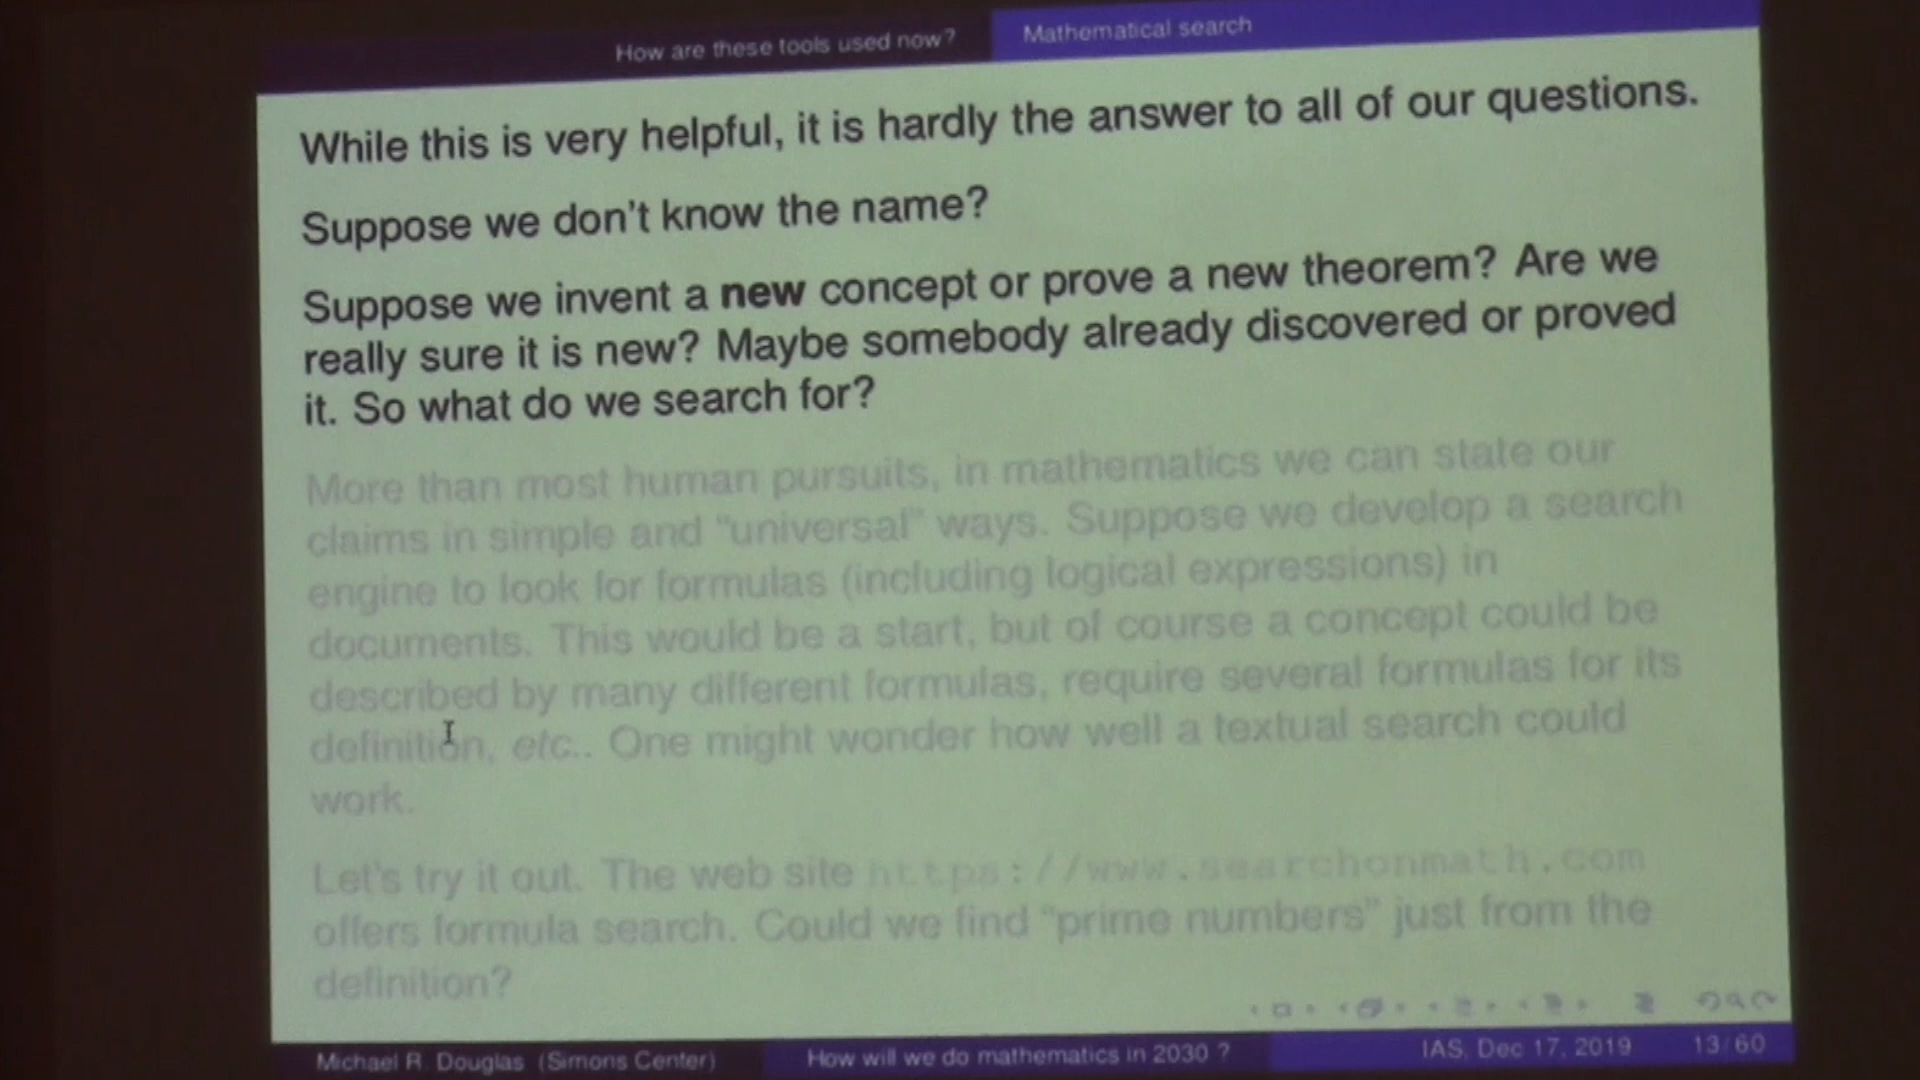 How are these tools used now? Mathematical search
While this is very helpful, it is hardly the answer to all of our questions.
Suppose we don't know the name?
Suppose we invent a new concept or prove a new theorem? Are we
really sure it is new? Maybe somebody already discovered or proved
it. So what do we search for?
More than most human pursuits, in mathematics we can state our
claims in simple and "universal" ways. Suppose we develop a search
engine to look for formulas (including logical expressions) in
documents. This would be a start, but of course a concept could be
described by many different formulas, require several formulas for its
definition, etc.. One might wonder how well a textual search could
work.
Let's try it out. The web site https://www.searchonmath.com
offers formula search. Could we find "prime numbers" just from the
definition?
Michael R. Douglas (Simons Center) How will we do mathematics in 2030 ? IAS, Dec 17, 2019 13/60